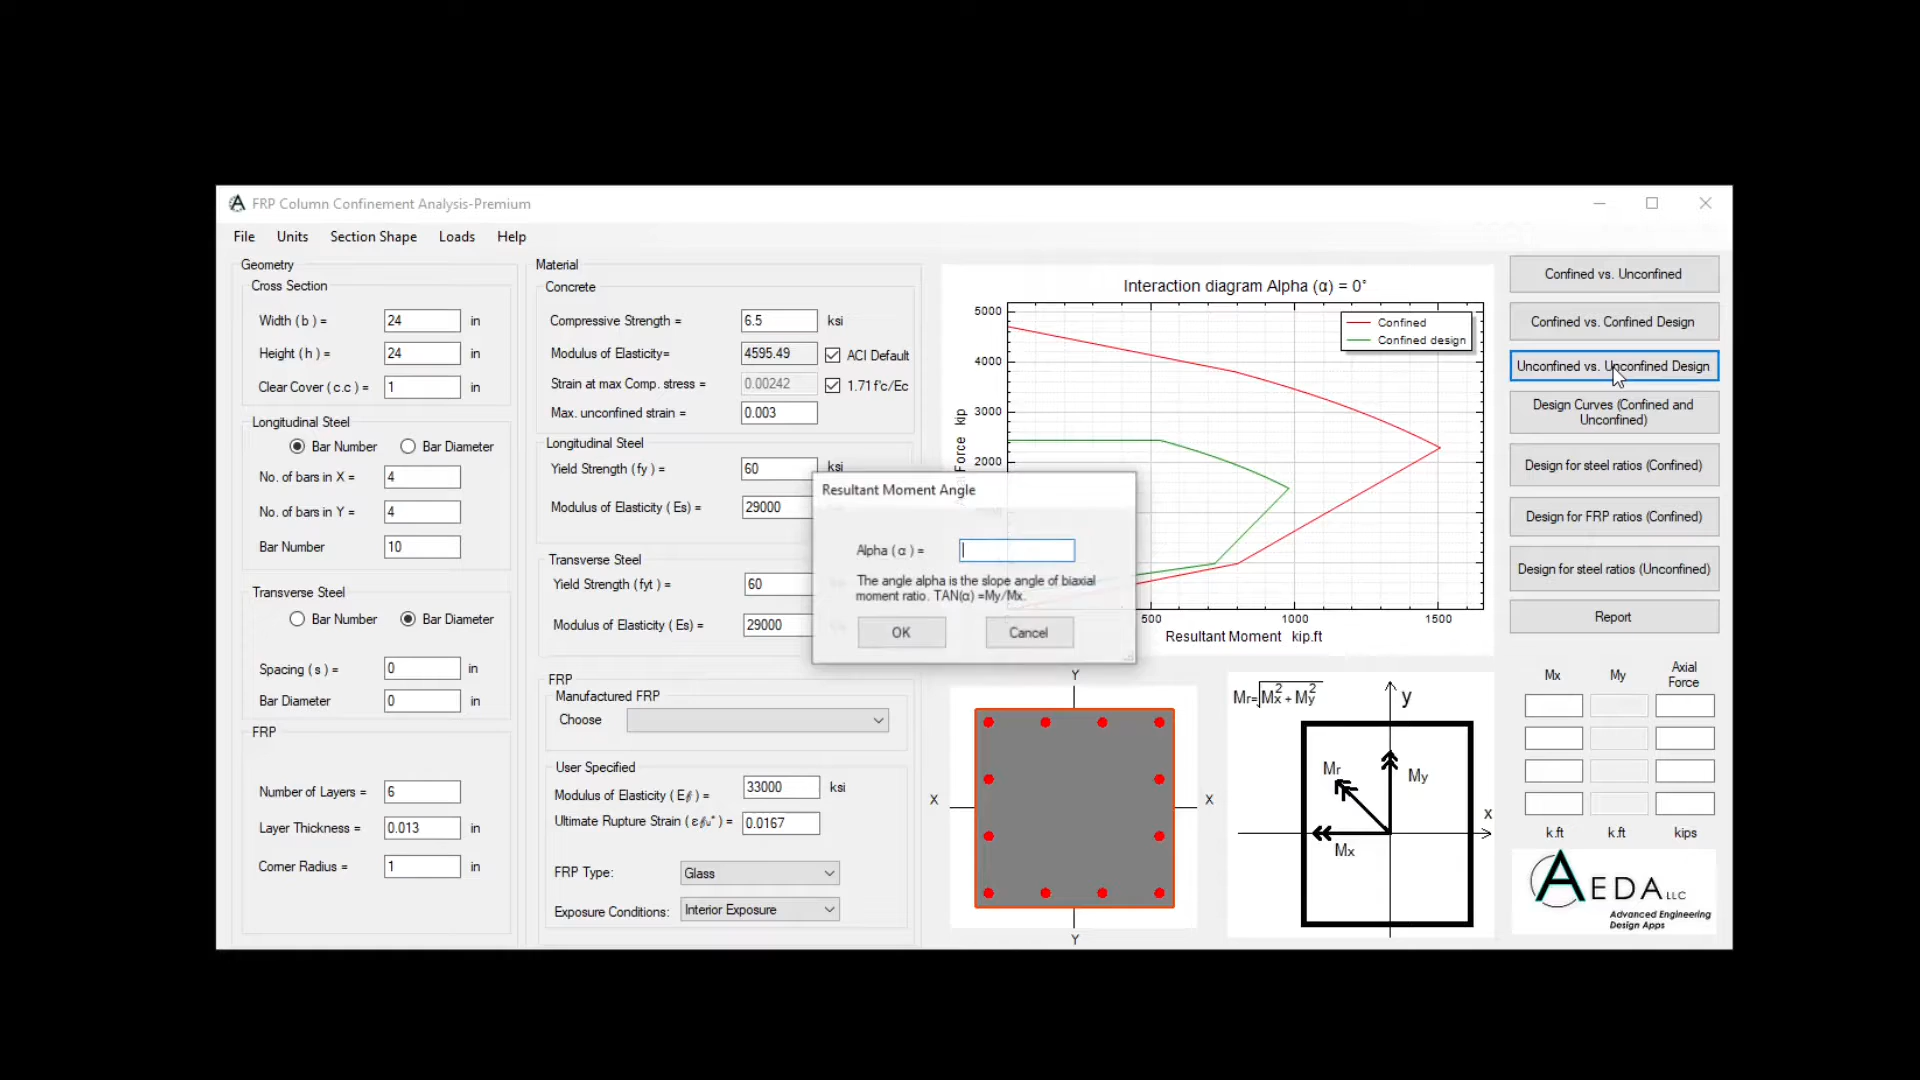 FRP Column Confinement Analysis-Premium
File Units Section Shape Loads Help
Geometry
Cross Section
Width ( b ) = 24 in
Height ( h ) = 24 in
Clear Cover ( c.c ) = 1 in
Longitudinal Steel
Bar Number Bar Diameter
No. of bars in X = 4
No. of bars in Y = 4
Bar Number 10
Transverse Steel
Bar Number Bar Diameter
Spacing ( s ) = 0 in
Bar Diameter 0 in
FRP
Number of Layers = 6
Layer Thickness = 0.013 in
Corner Radius = 1 in
Material
Concrete
Compressive Strength = 6.5 ksi
Modulus of Elasticity= 4595.49 ACI Default
Strain at max Comp. stress = 0.00242 1.71 f'c/Ec
Max. unconfined strain = 0.003
Longitudinal Steel
Yield Strength ( fy ) = 60 ksi
Modulus of Elasticity ( Es) = 29000
Transverse Steel
Yield Strength ( fyt ) = 60
Modulus of Elasticity ( Es) = 29000
FRP
Manufactured FRP
Choose
User Specified
Modulus of Elasticity ( Ef ) = 33000 ksi
Ultimate Rupture Strain ( εfu* ) = 0.0167
FRP Type: Glass
Exposure Conditions: Interior Exposure
Resultant Moment Angle
Alpha ( α ) =
The angle alpha is the slope angle of biaxial
moment ratio. TAN(α) =My/Mx.
OK Cancel
Interaction diagram Alpha (α) = 0°
Confined
Confined design
5000
4000
3000
2000
Force kip
500 1000 1500
Resultant Moment kip.ft
Y
X X
Y
Mr=√Mx² + My²
y
Mr
My
x
Mx
Confined vs. Unconfined
Confined vs. Confined Design
Unconfined vs. Unconfined Design
Design Curves (Confined and
Unconfined)
Design for steel ratios (Confined)
Design for FRP ratios (Confined)
Design for steel ratios (Unconfined)
Report
Mx My Axial
Force
k.ft k.ft kips
AEDA LLC
Advanced Engineering
Design Apps